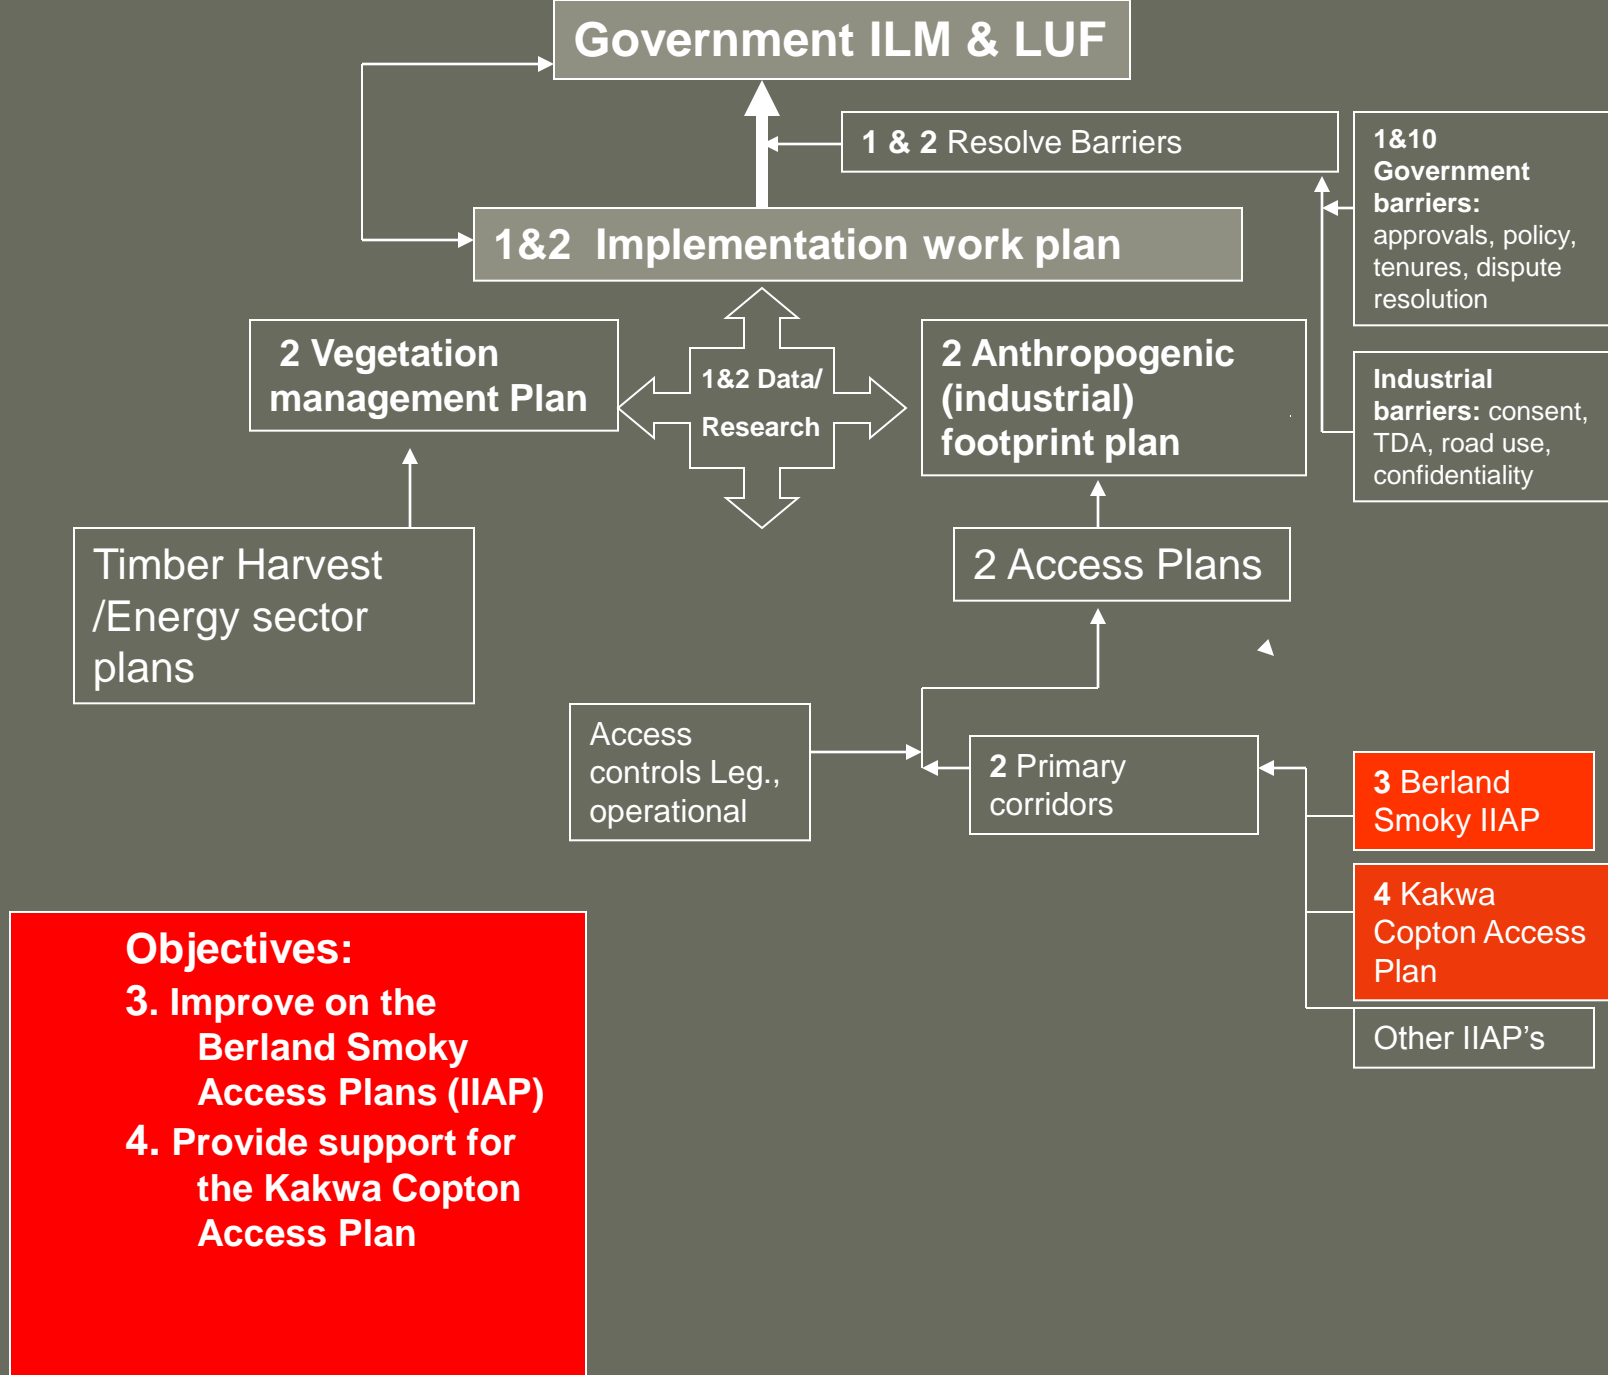 Government ILM & LUF
1 & 2 Resolve Barriers
1&10
Government
barriers:
approvals, policy,
tenures, dispute
resolution
1&2 Implementation work plan
2 Vegetation
management Plan
1&2 Data/
Research
2 Anthropogenic
(industrial)
footprint plan
Industrial
barriers: consent,
TDA, road use,
confidentiality
Timber Harvest
/Energy sector
plans
2 Access Plans
Access
controls Leg.,
operational
2 Primary
corridors
3 Berland
Smoky IIAP
4 Kakwa
Copton Access
Plan
Other IIAP’s
Objectives:
3. Improve on the
Berland Smoky
Access Plans (IIAP)
4. Provide support for
the Kakwa Copton
Access Plan